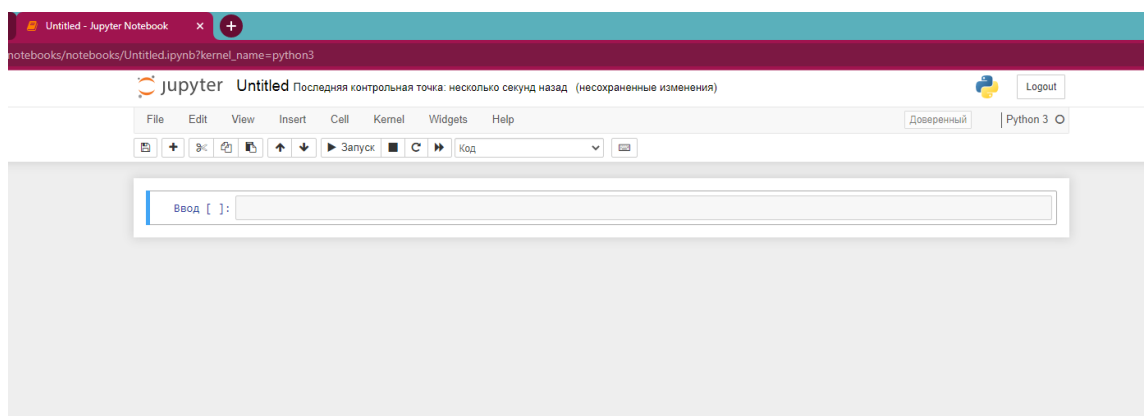 Untitled - Jupyter Notebook
notebooks/notebooks/Untitled.ipynb?kernel_name=python3
jupyter Untitled Последняя контрольная точка: несколько секунд назад (несохраненные изменения) Logout
File Edit View Insert Cell Kernel Widgets Help Доверенный Python 3
Запуск Код
Ввод [ ]: